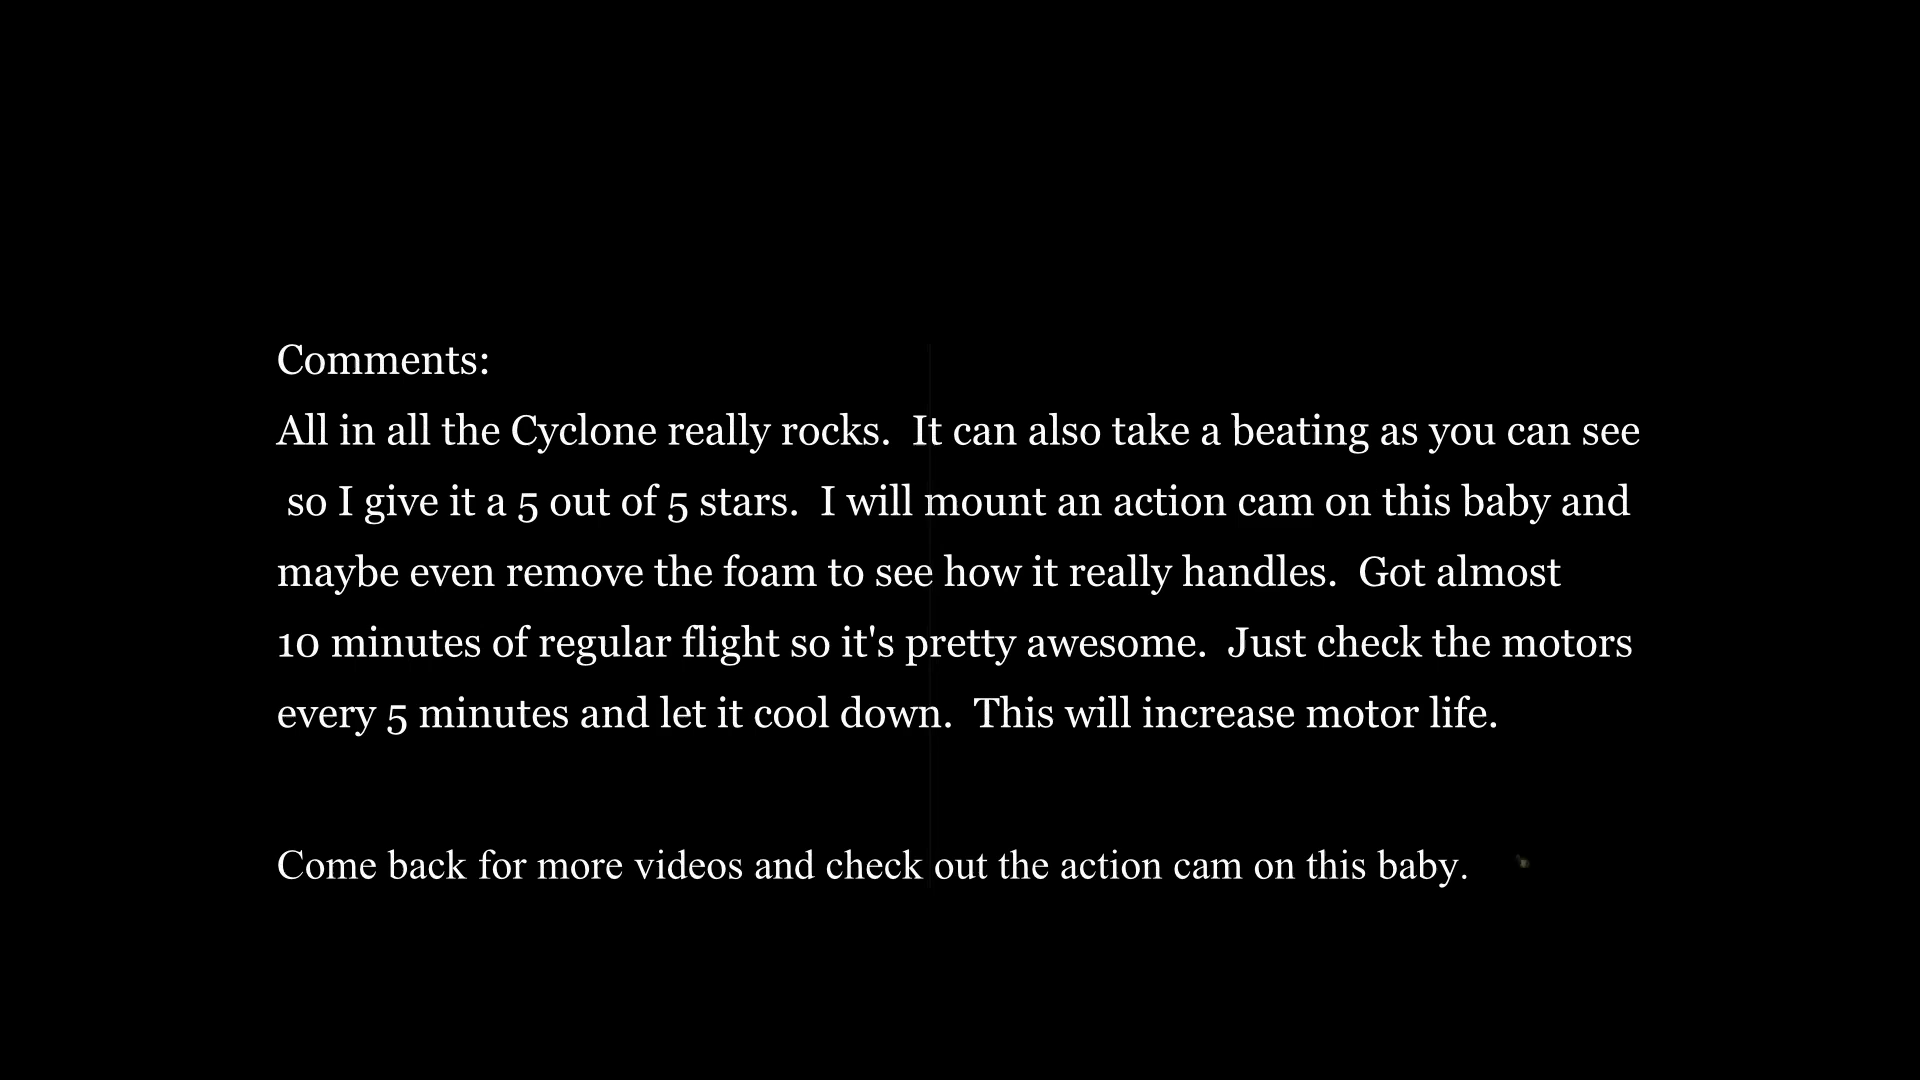 Comments:
All in all the Cyclone really rocks.  It can also take a beating as you can see
so I give it a 5 out of 5 stars.  I will mount an action cam on this baby and
maybe even remove the foam to see how it really handles.  Got almost
10 minutes of regular flight so it's pretty awesome.  Just check the motors
every 5 minutes and let it cool down.  This will increase motor life.
Come back for more videos and check out the action cam on this baby.